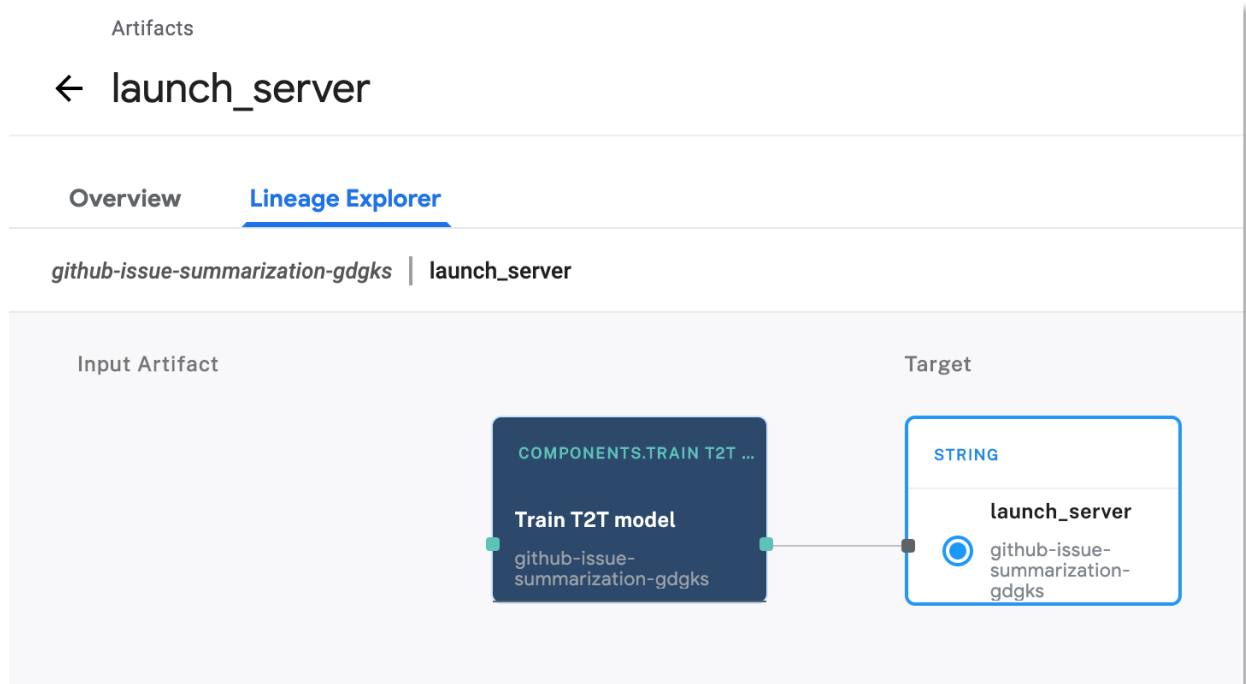 Artifacts
launch_server
Overview
Lineage Explorer
github-issue-summarization-gdgks
launch_server
Input Artifact
Target
COMPONENTS.TRAIN T2T ...
Train T2T model
github-issue-
summarization-gdgks
STRING
launch_server
github-issue-
summarization-
gdgks